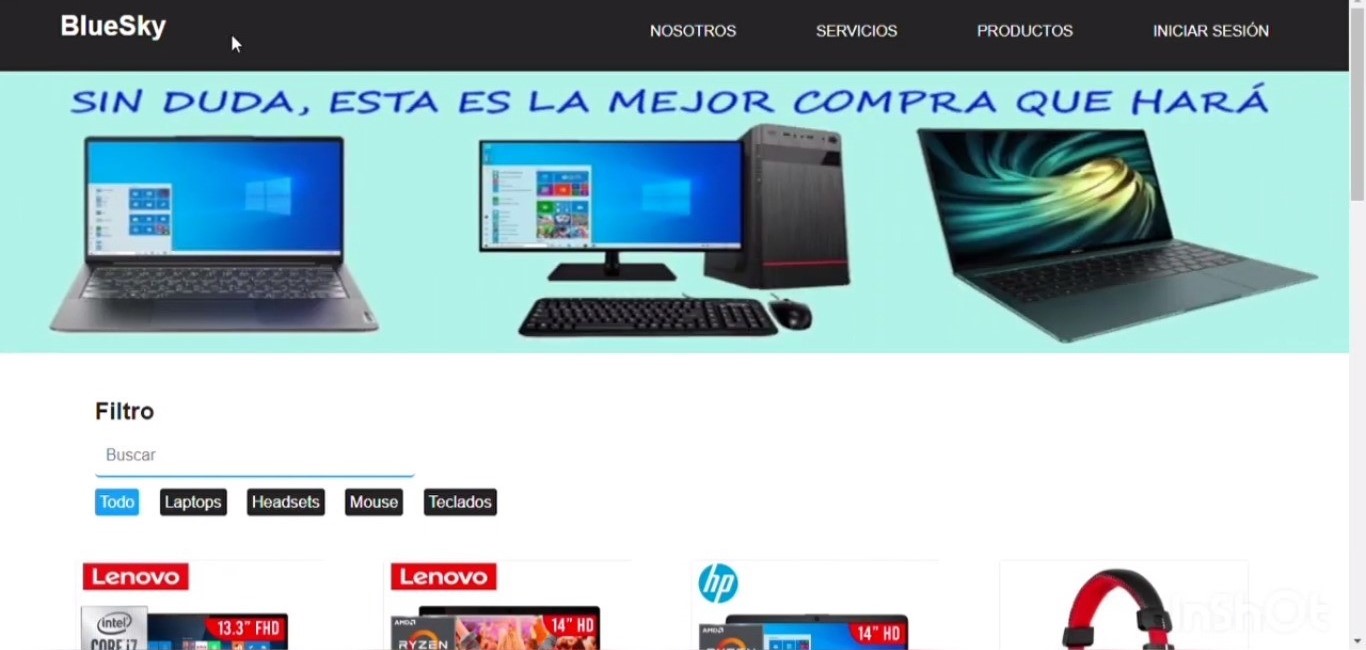 BlueSky
NOSOTROS SERVICIOS PRODUCTOS INICIAR SESIÓN
SIN DUDA, ESTA ES LA MEJOR COMPRA QUE HARÁ
Filtro
Buscar
Todo Laptops Headsets Mouse Teclados
Lenovo Lenovo hp
intel CORE i7 13.3" FHD
AMD RYZEN 14" HD
AMD RYZEN 14" HD
InShOt